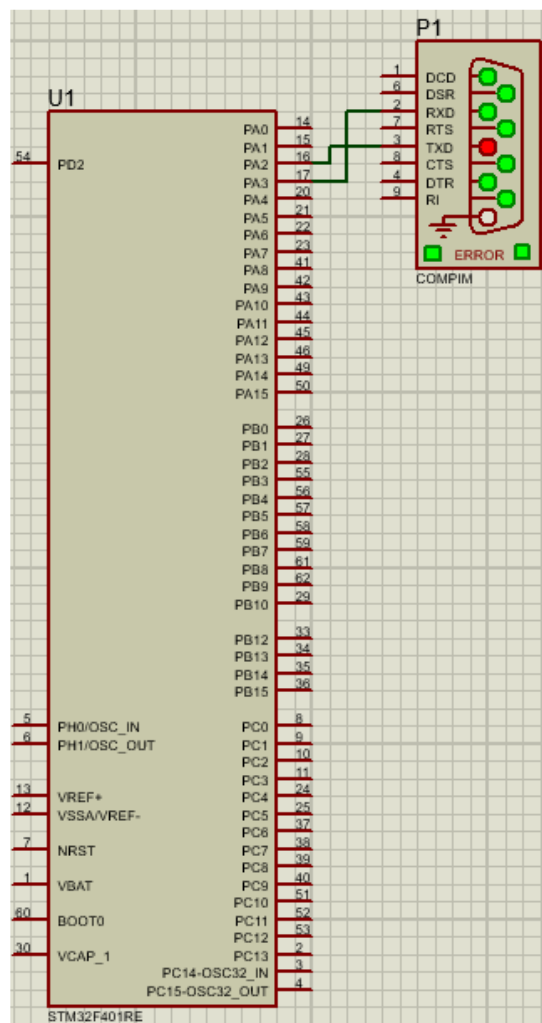 P1
1 DCD
6 DSR
2 RXD
7 RTS
3 TXD
8 CTS
4 DTR
9 RI
ERROR
COMPIM
U1
PA0 14
PA1 15
54 PD2 PA2 16
PA3 17
PA4 20
PA5 21
PA6 22
PA7 23
PA8 41
PA9 42
PA10 43
PA11 44
PA12 45
PA13 46
PA14 49
PA15 50
PB0 26
PB1 27
PB2 28
PB3 55
PB4 56
PB5 57
PB6 58
PB7 59
PB8 61
PB9 62
PB10 29
PB12 33
PB13 34
PB14 35
PB15 36
5 PH0/OSC_IN PC0 8
6 PH1/OSC_OUT PC1 9
PC2 10
PC3 11
13 VREF+ PC4 24
12 VSSA/VREF- PC5 25
PC6 37
7 NRST PC7 38
PC8 39
1 VBAT PC9 40
PC10 51
60 BOOT0 PC11 52
PC12 53
30 VCAP_1 PC13 2
PC14-OSC32_IN 3
PC15-OSC32_OUT 4
STM32F401RE